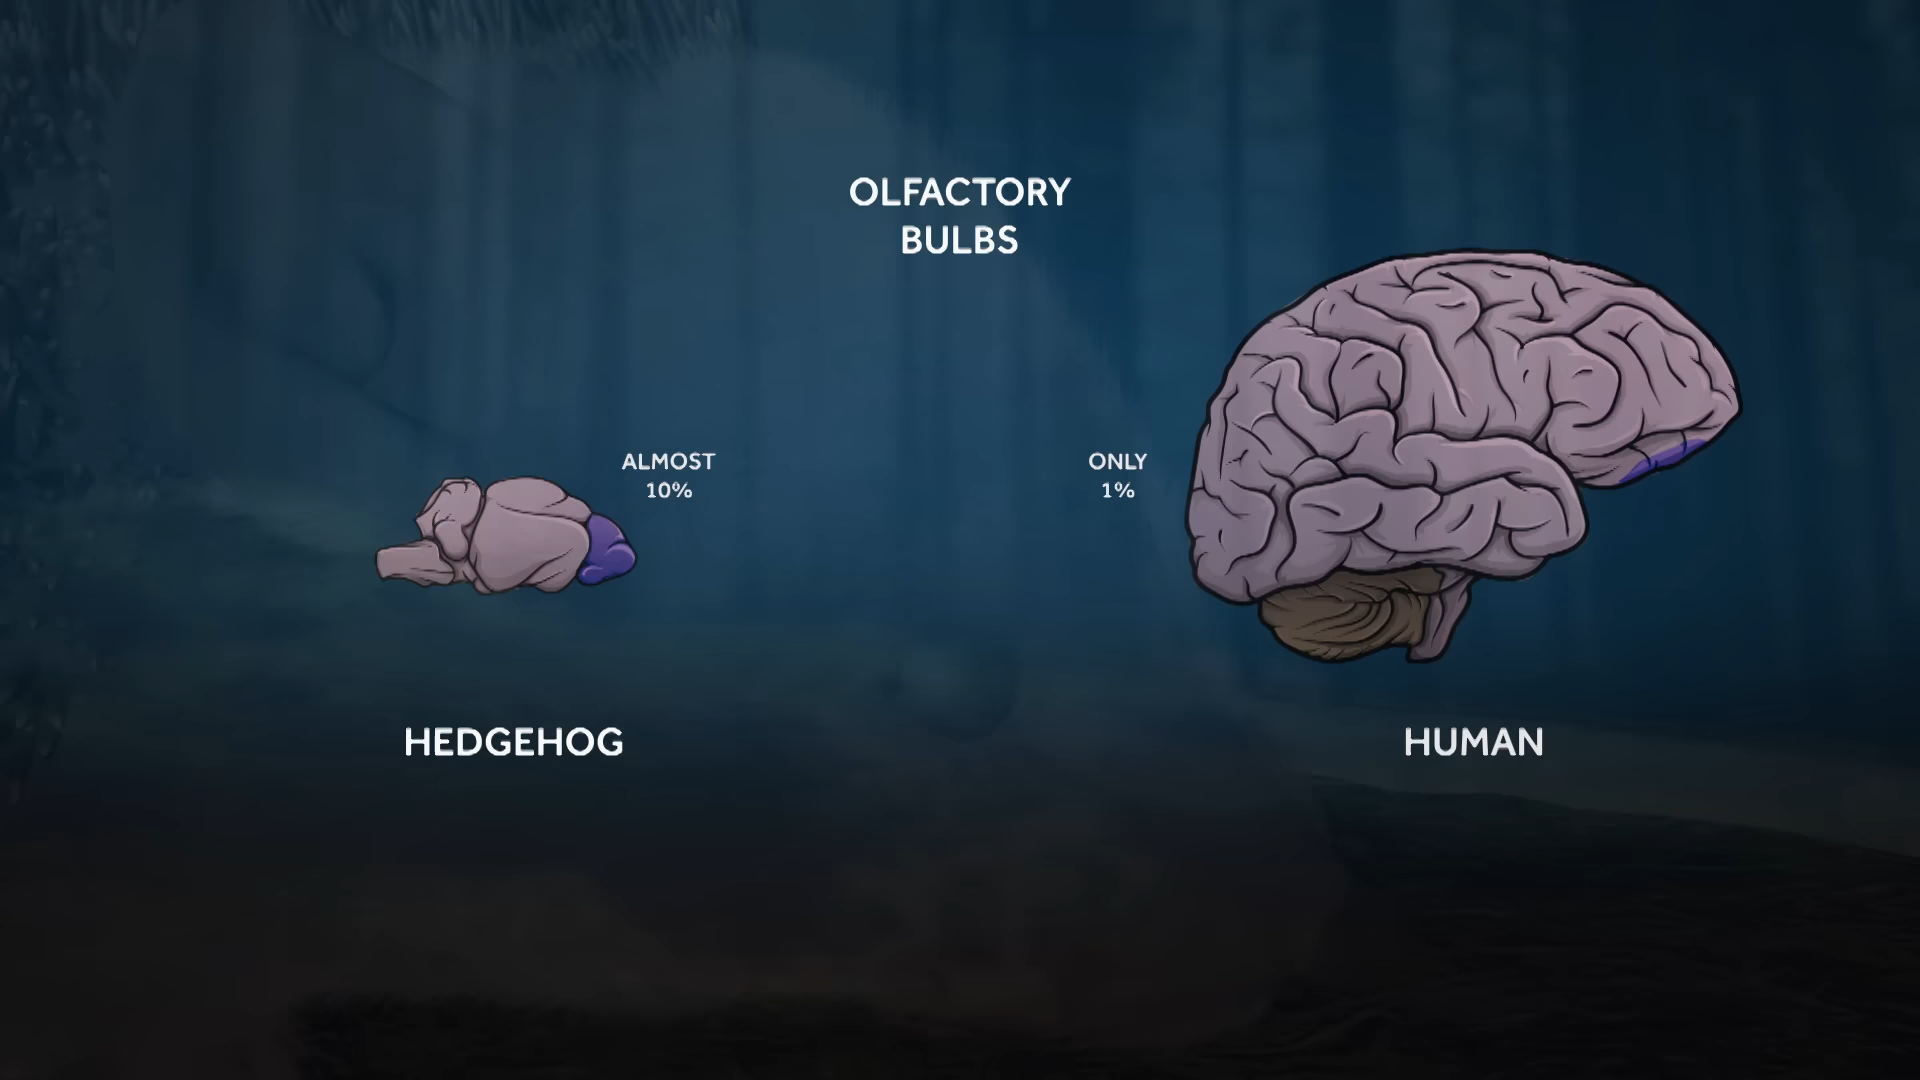 OLFACTORY
BULBS
ALMOST
10%
ONLY
1%
HEDGEHOG
HUMAN